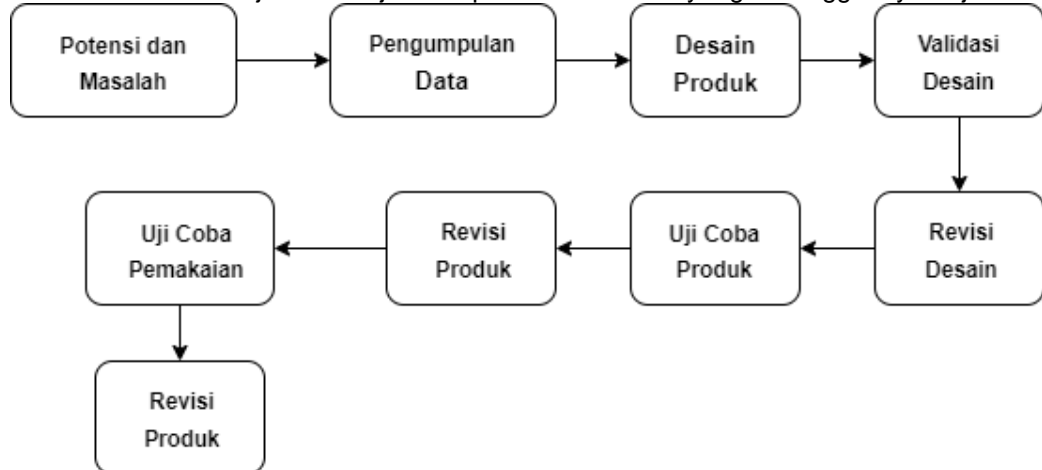 Potensi dan
Masalah
Pengumpulan
Data
Desain
Produk
Validasi
Desain
Revisi
Desain
Uji Coba
Produk
Revisi
Produk
Uji Coba
Pemakaian
Revisi
Produk